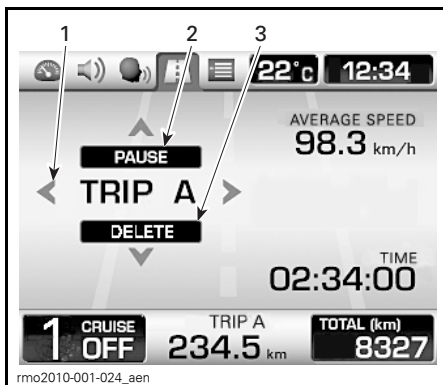 1 2 3
22°c 12:34
AVERAGE SPEED
98.3 km/h
PAUSE
TRIP A
DELETE
TIME
02:34:00
1 CRUISE OFF
TRIP A
234.5 km
TOTAL (km)
8327
rmo2010-001-024_aen